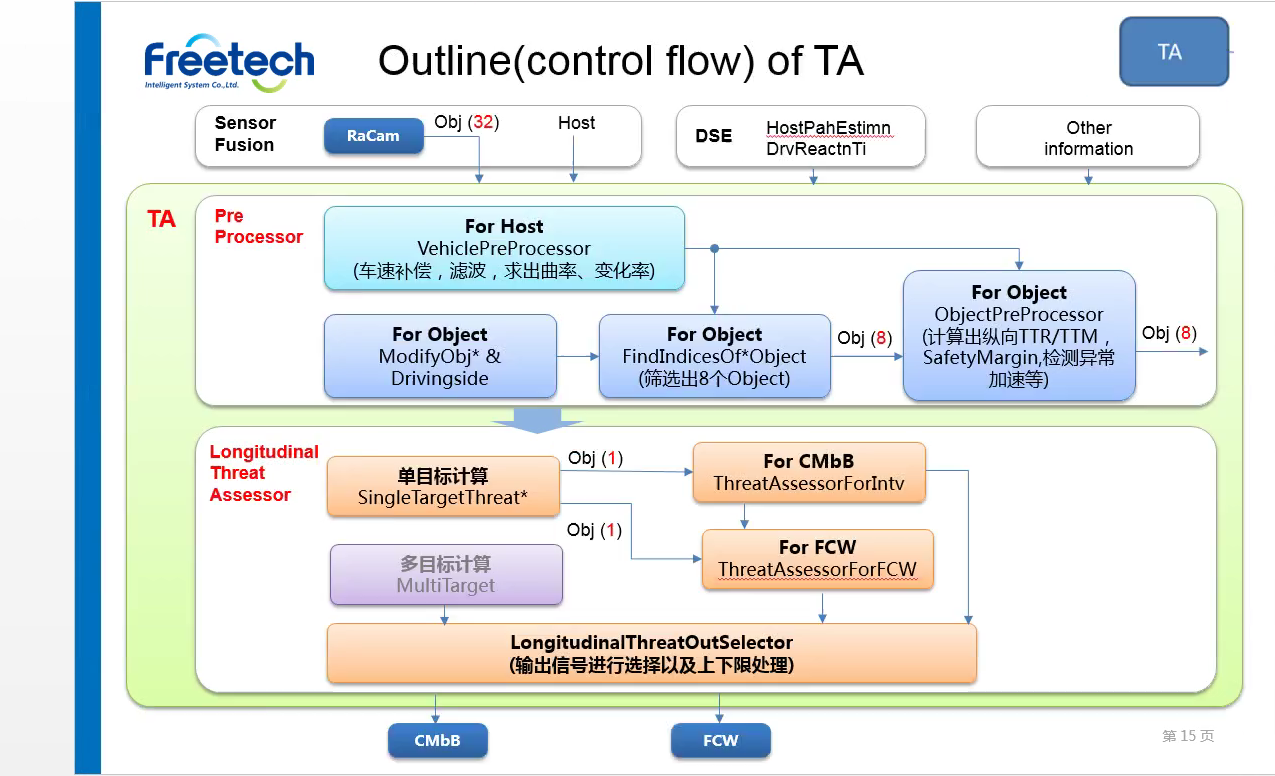 Freetech
Intelligent System Co.,Ltd.
Outline(control flow) of TA
TA
Sensor
Fusion
RaCam
Obj (32)
Host
DSE
HostPahEstimn
DrvReactnTi
Other
information
TA
Pre
Processor
For Host
VehiclePreProcessor
(车速补偿，滤波，求出曲率、变化率)
For Object
ModifyObj* &
Drivingside
For Object
FindIndicesOf*Object
(筛选出8个Object)
Obj (8)
For Object
ObjectPreProcessor
(计算出纵向TTR/TTM，
SafetyMargin,检测异常
加速等)
Obj (8)
Longitudinal
Threat
Assessor
单目标计算
SingleTargetThreat*
Obj (1)
Obj (1)
For CMbB
ThreatAssessorForIntv
For FCW
ThreatAssessorForFCW
多目标计算
MultiTarget
LongitudinalThreatOutSelector
(输出信号进行选择以及上下限处理)
CMbB
FCW
第 15 页